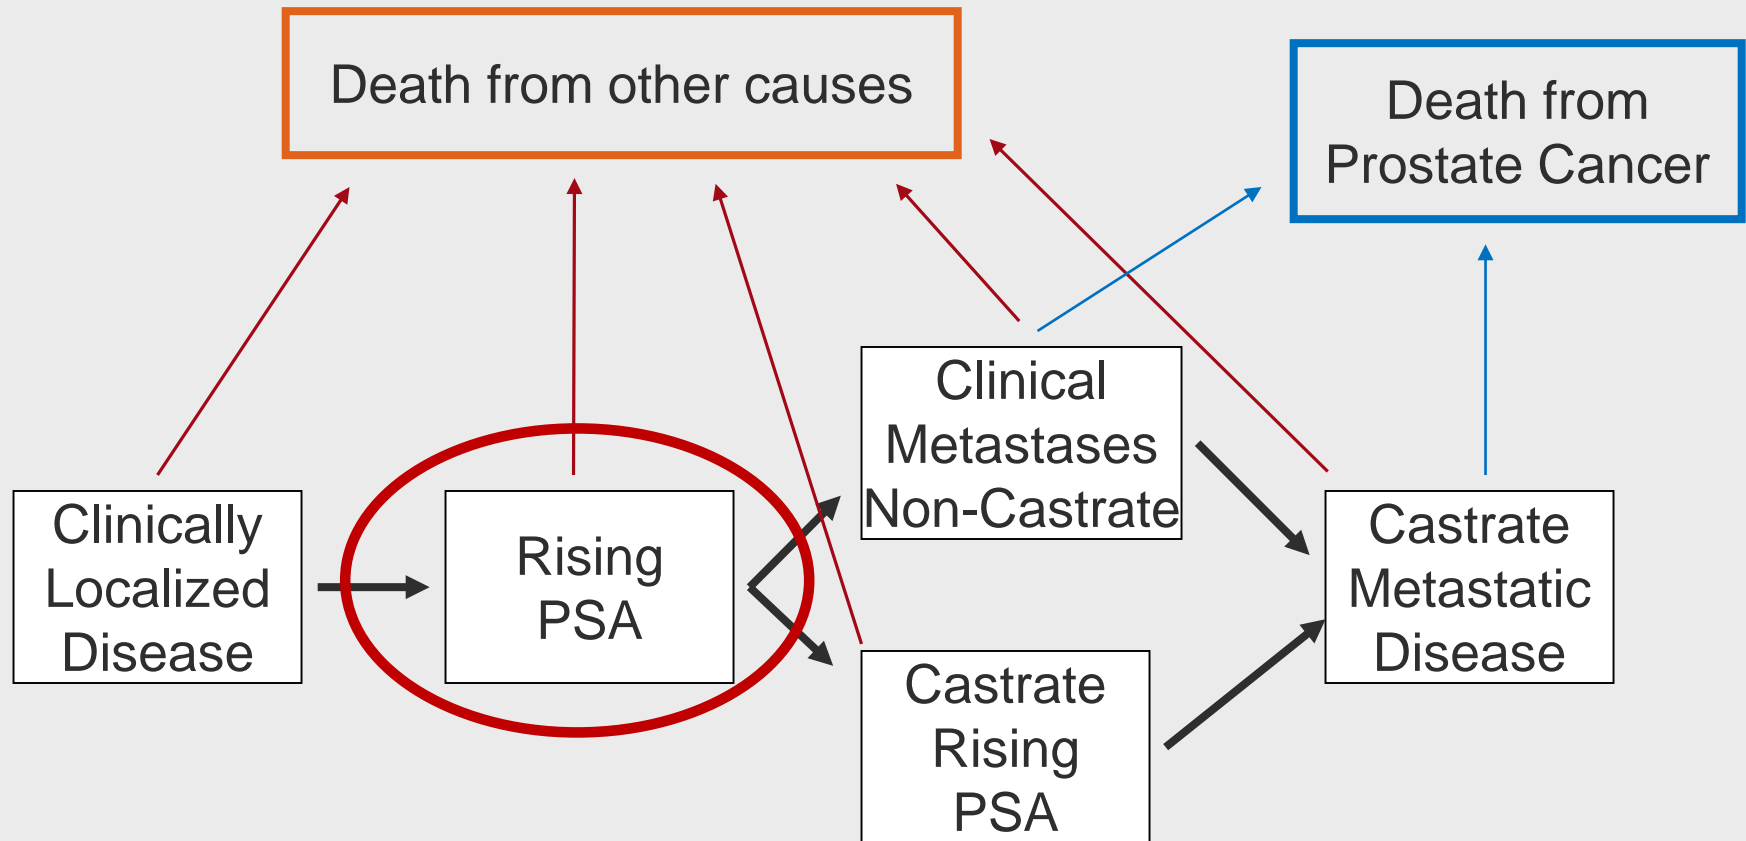 Death from other causes
Death from
Prostate Cancer
Clinically
Localized
Disease
Rising
PSA
Clinical
Metastases
Non-Castrate
Castrate
Rising
PSA
Castrate
Metastatic
Disease